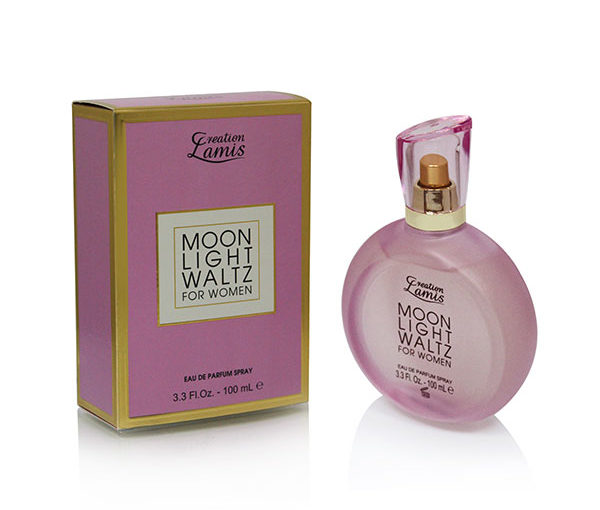 Creation
Lamis
MOON
LIGHT
WALTZ
FOR WOMEN
EAU DE PARFUM SPRAY
3.3 Fl.Oz. - 100 mL ℮
Creation
Lamis
MOON
LIGHT
WALTZ
FOR WOMEN
EAU DE PARFUM SPRAY
3.3 Fl. Oz. - 100 mL ℮